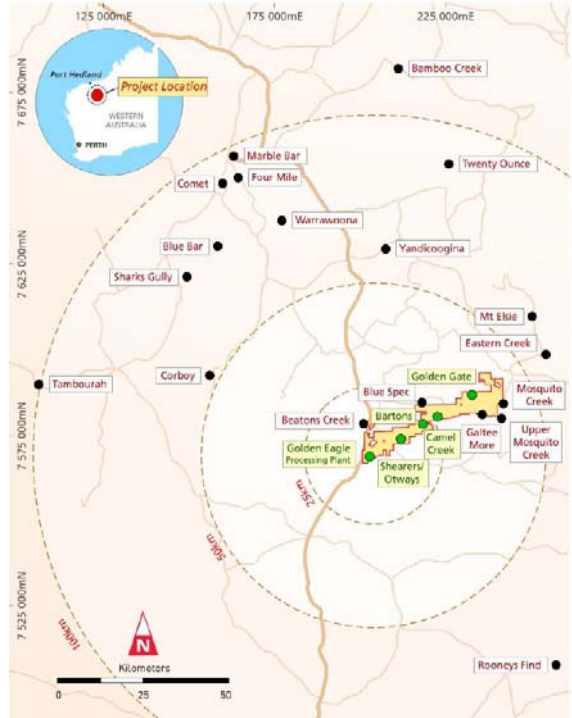 125 000mE
175 000mE
225 000mE
7 675 000mN
7 625 000mN
7 575 000mN
7 525 000mN
Port Hedland
Project Location
WESTERN
AUSTRALIA
PERTH
Bamboo Creek
Marble Bar
Twenty Ounce
Four Mile
Comet
Warrawoona
Blue Bar
Yandicoogina
Sharks Gully
Mt Elsie
Eastern Creek
Corboy
Tambourah
Golden Gate
Blue Spec
Mosquito
Creek
Bartons
Beatons Creek
Golden Eagle
Processing Plant
Camel
Creek
Galtee
More
Upper
Mosquito
Creek
Shearers/
Otways
25km
50km
100km
N
Kilometers
0
25
50
Rooneys Find